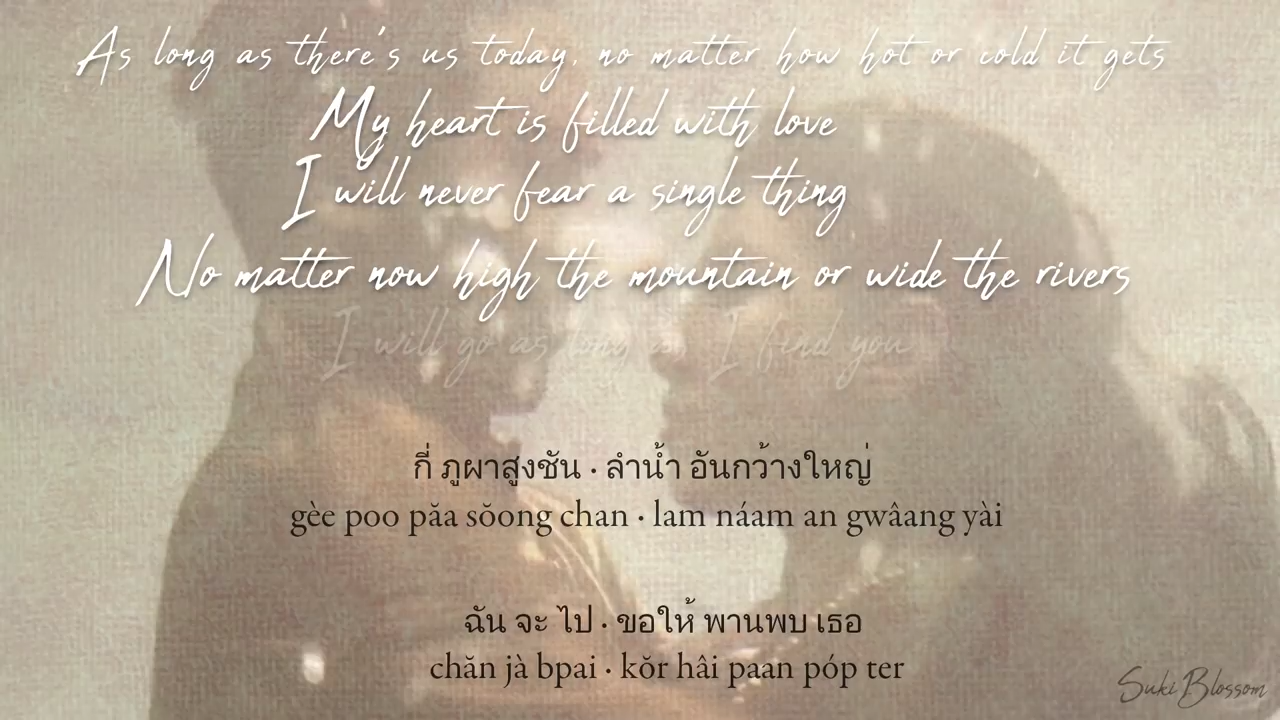 As long as there's us today, no matter how hot or cold it gets
My heart is filled with love
I will never fear a single thing
No matter now high the mountain or wide the rivers
I will go as long as I find you
กี่ ภูผาสูงชัน · ลำน้ำ อันกว้างใหญ่
gèe poo păa sŏong chan · lam náam an gwâang yài
ฉัน จะ ไป · ขอให้ พานพบ เธอ
chăn jà bpai · kŏr hâi paan póp ter
Suki Blossom